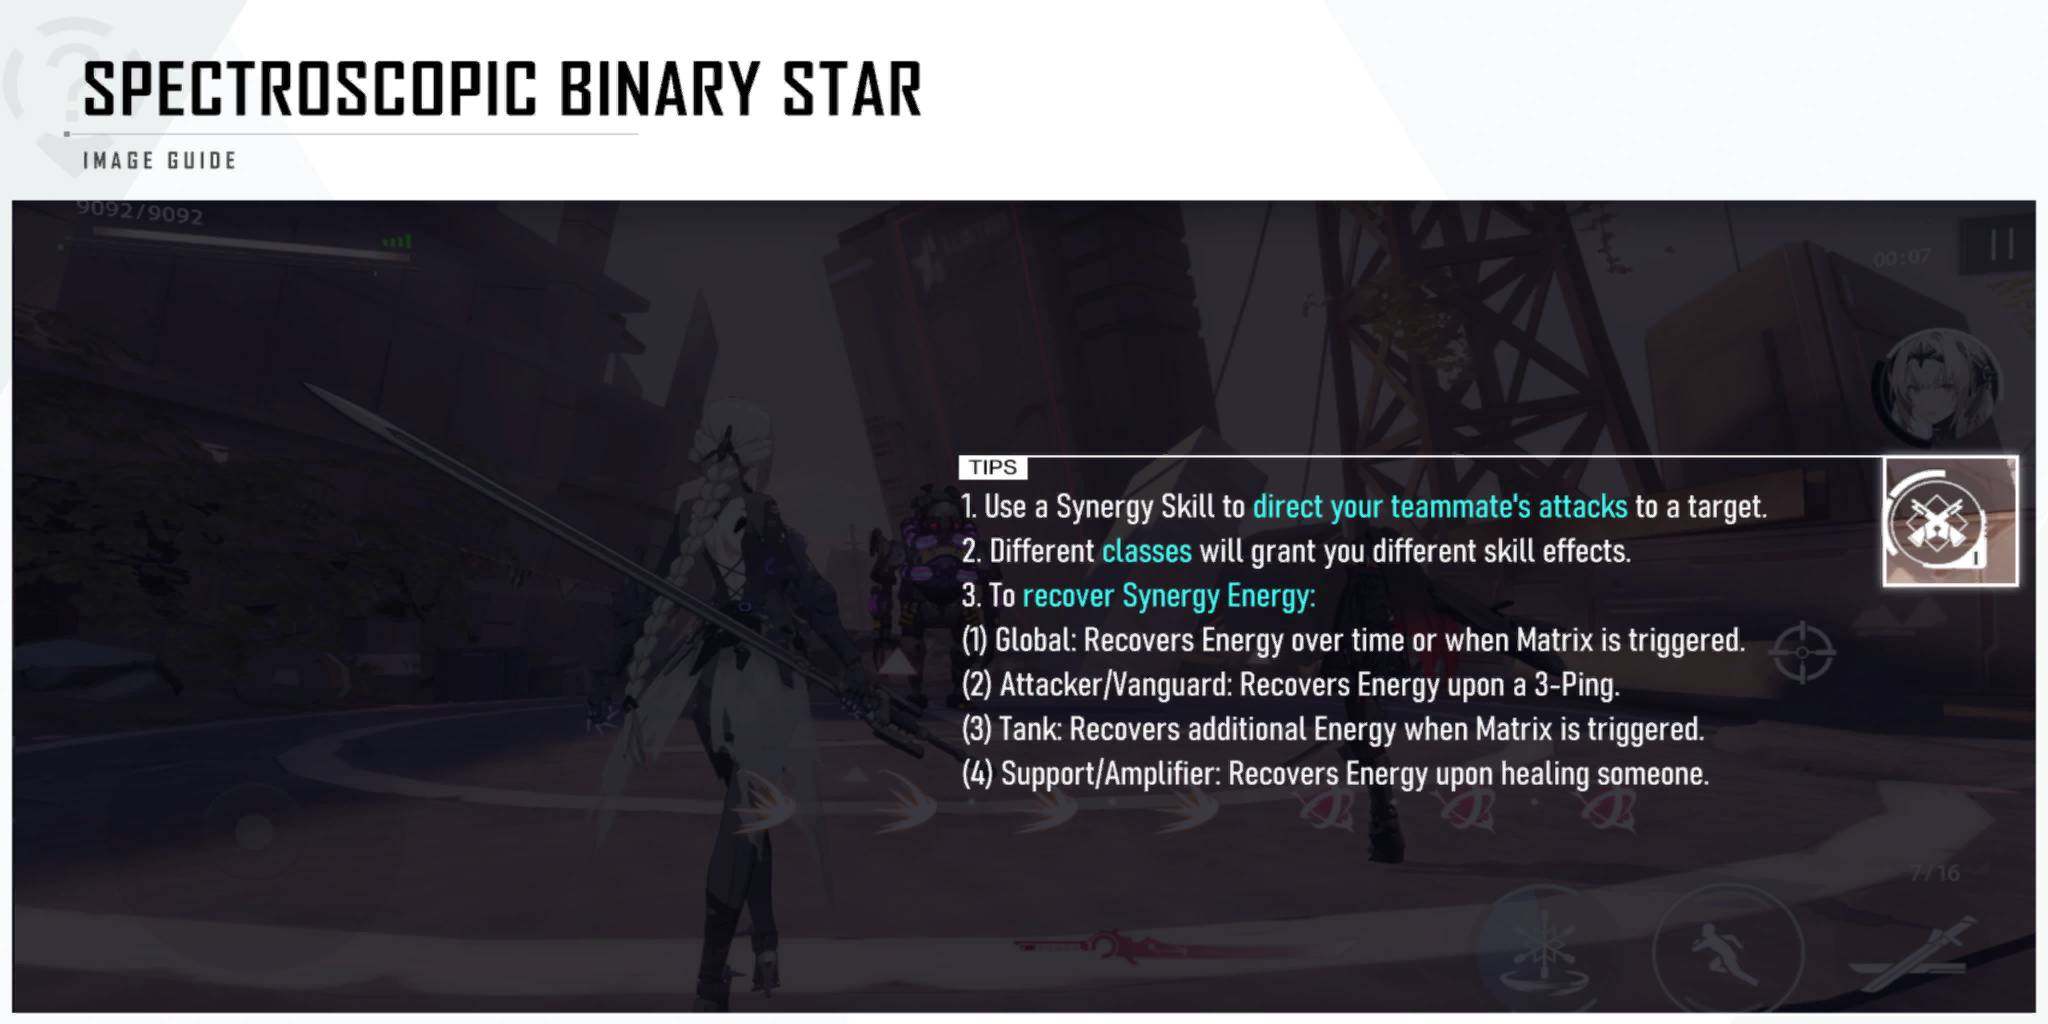 SPECTROSCOPIC BINARY STAR
IMAGE GUIDE
9092/9092
00:07
TIPS
1. Use a Synergy Skill to direct your teammate's attacks to a target.
2. Different classes will grant you different skill effects.
3. To recover Synergy Energy:
(1) Global: Recovers Energy over time or when Matrix is triggered.
(2) Attacker/Vanguard: Recovers Energy upon a 3-Ping.
(3) Tank: Recovers additional Energy when Matrix is triggered.
(4) Support/Amplifier: Recovers Energy upon healing someone.
7/16